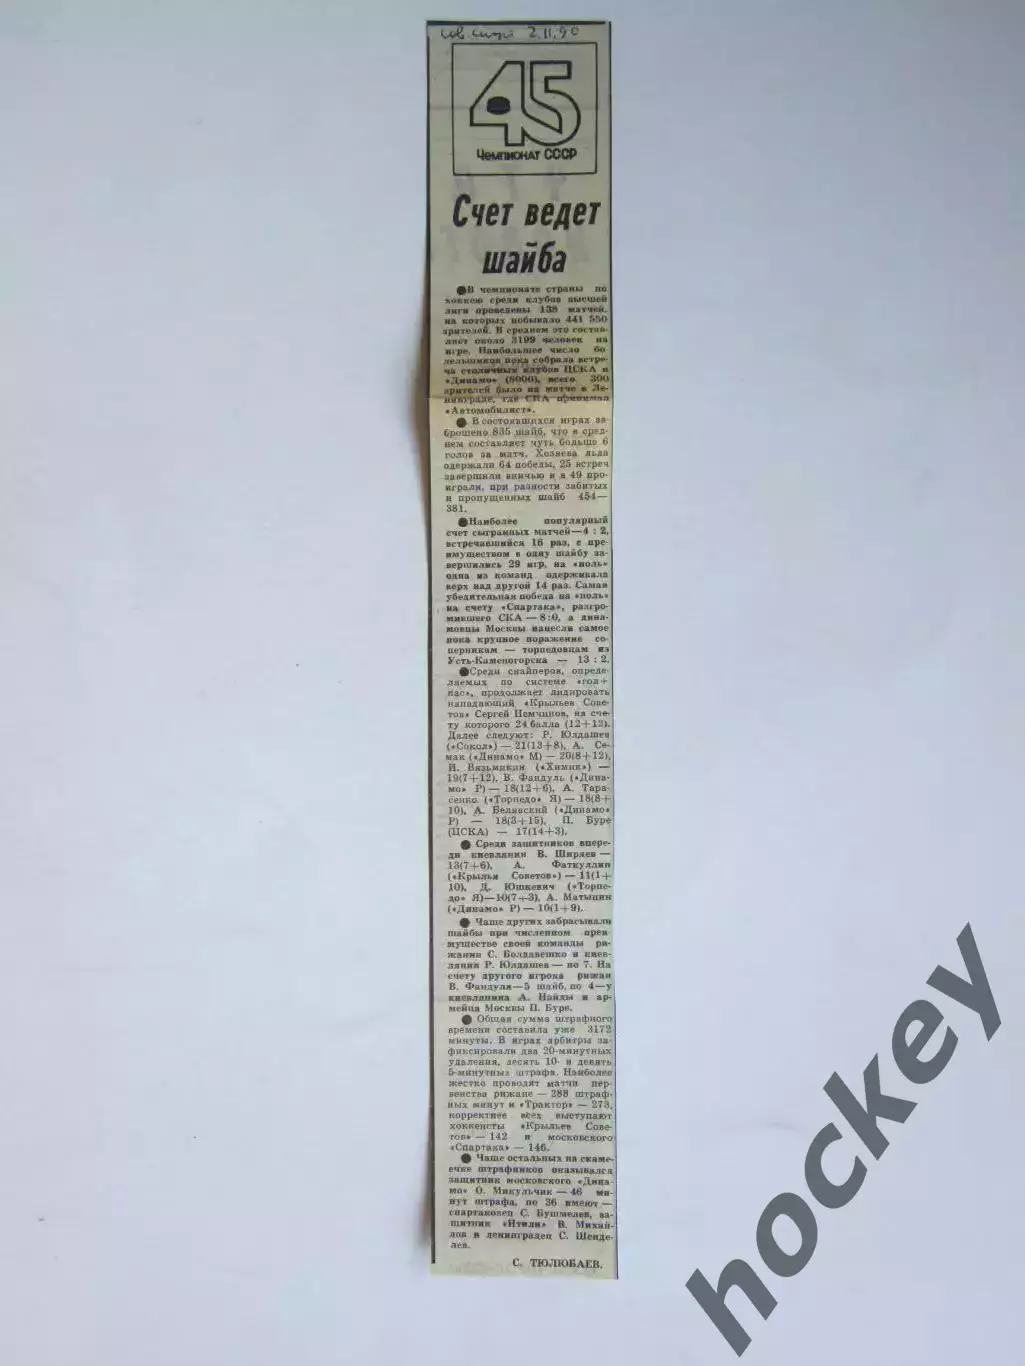 2.11.90
45
Чемпионат СССР
Счет ведет
шайба
●В чемпионате страны по
хоккею среди клубов высшей
лиги проведены 138 матчей,
на которых побывало 441 550
зрителей. В среднем это состав-
ляет около 3199 человек на
игре. Наибольшее число бо-
лельщиков пока собрала встре-
ча столичных клубов ЦСКА и
«Динамо» (8000), всего 300
зрителей было на матче в Ле-
нинграде, где СКА принимал
«Автомобилист».
● В состоявшихся играх за-
брошено 835 шайб, что в сред-
нем составляет чуть больше 6
голов за матч. Хозяева льда
одержали 64 победы, 25 встреч
завершили вничью и в 49 про-
играли, при разности забитых
и пропущенных шайб 454—
381.
●Наиболее популярный
счет сыгранных матчей—4 : 2,
встречавшийся 16 раз, с пре-
имуществом в одну шайбу за-
вершились 29 игр, на «ноль»
одна из команд одерживала
верх над другой 14 раз. Самая
убедительная победа на «ноль»
на счету «Спартака», разгро-
мившего СКА — 8:0, а дина-
мовцы Москвы нанесли самое
пока крупное поражение со-
перникам — торпедовцам из
Усть-Каменогорска — 13 : 2.
●Среди снайперов, опреде-
ляемых по системе «гол+
пас», продолжает лидировать
нападающий «Крыльев Сове-
тов» Сергей Немчинов, на сче-
ту которого 24 балла (12+12).
Далее следуют: Р. Юлдашев
(«Сокол») — 21(13+8), А. Се-
мак («Динамо» М) — 20(8+12),
И. Вязьмикин («Химик») —
19(7+12), В. Фандуль («Дина-
мо» Р) — 18(12+6), А. Тара-
сенко («Торпедо» Я) — 18(8+
10), А. Белявский («Динамо»
Р) — 18(3+15), П. Буре
(ЦСКА) — 17(14+3).
● Среди защитников впере-
ди киевлянин В. Ширяев —
13(7+6), А. Фаткуллин
(«Крылья Советов») — 11(1+
10), Д. Юшкевич («Торпе-
до» Я)—10(7+3), А. Матыцин
(«Динамо» Р) — 10(1+9).
● Чаще других забрасывали
шайбы при численном преи-
муществе своей команды ри-
жанин С. Болдавешко и киев-
лянин Р. Юлдашев — по 7. На
счету другого игрока рижан
В. Фандуля—5 шайб, по 4—у
киевлянина А. Найды и ар-
мейца Москвы П. Буре.
● Общая сумма штрафного
времени составила уже 3172
минуты. В играх арбитры за-
фиксировали два 20-минутных
удаления, десять 10- и девять
5-минутных штрафа. Наиболее
жестко проводят матчи пер-
венства рижане — 288 штраф-
ных минут и «Трактор» — 273,
корректнее всех выступают
хоккеисты «Крыльев Сове-
тов» — 142 и московского
«Спартака» — 146.
● Чаще остальных на скаме-
ечке штрафников оказывался
защитник московского «Дина-
мо» О. Микульчик — 46 ми-
нут штрафа, по 36 имеют —
спартаковец С. Бушмелев, за-
щитник «Итиля» В. Михай-
лов и ленинградец С. Шенде-
лев.
С. ТЮЛЮБАЕВ.
hockey